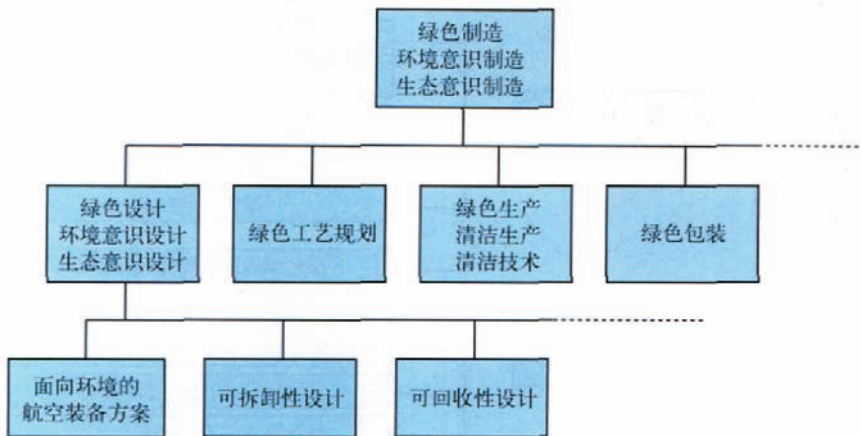 绿色制造
环境意识制造
生态意识制造
绿色设计
环境意识设计
生态意识设计
绿色工艺规划
绿色生产
清洁生产
清洁技术
绿色包装
面向环境的
航空装备方案
可拆卸性设计
可回收性设计